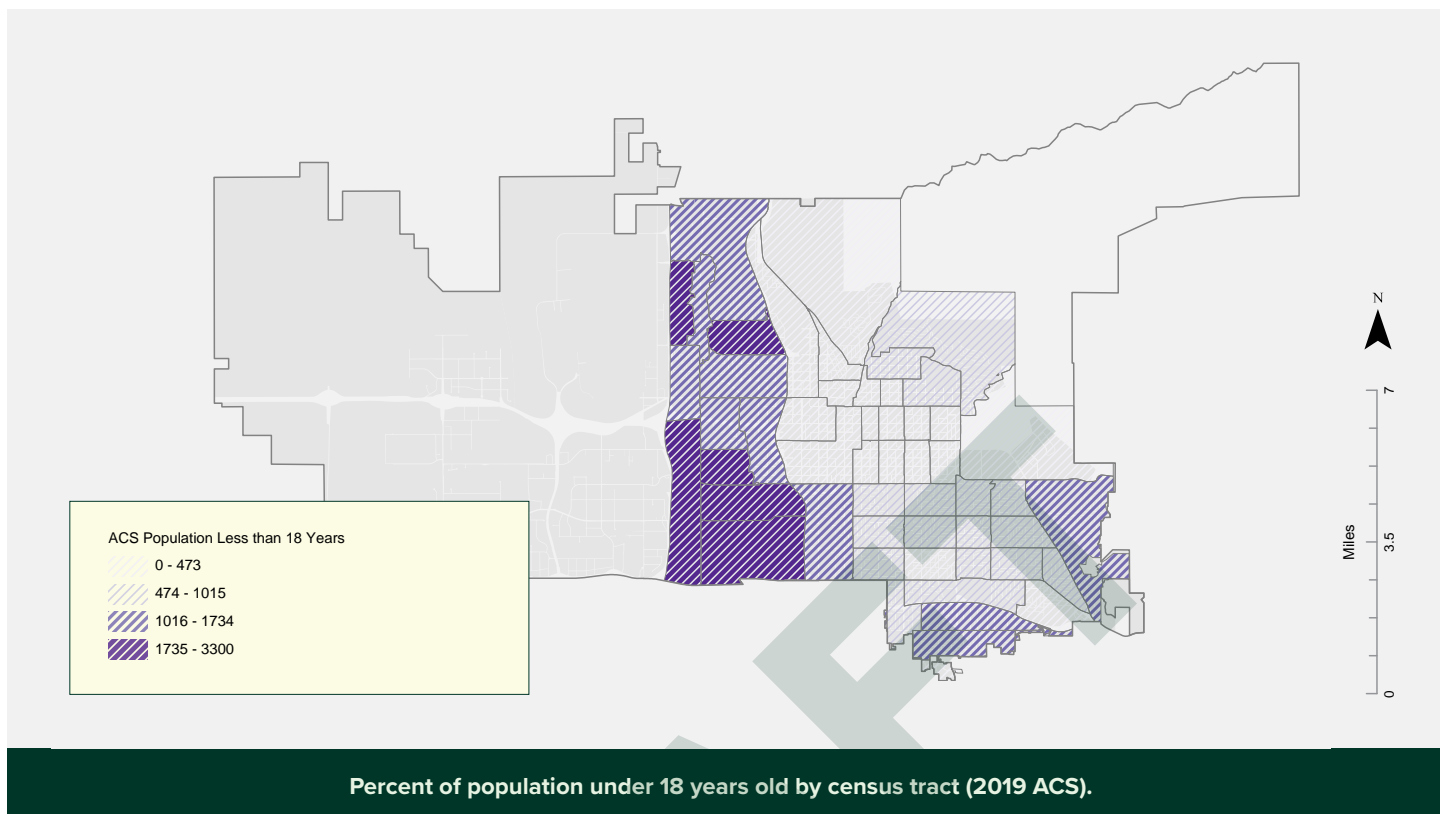 N
7
3.5
0
Miles
ACS Population Less than 18 Years
0 - 473
474 - 1015
1016 - 1734
1735 - 3300
Percent of population under 18 years old by census tract (2019 ACS).